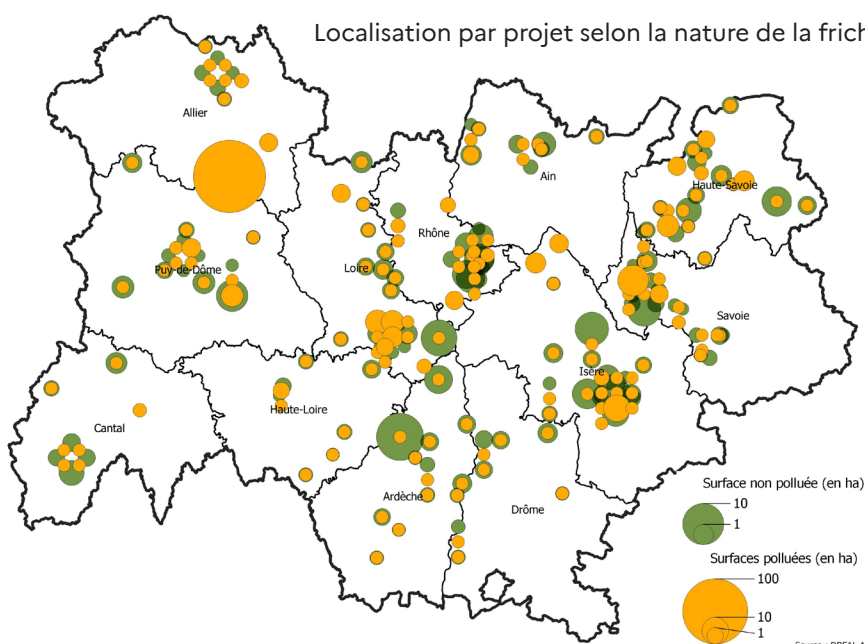 Localisation par projet selon la nature de la frich
Allier
Ain
Haute-Savoie
Rhône
Loire
Puy-de-Dôme
Savoie
Isère
Haute-Loire
Cantal
Ardèche
Drôme
Surface non polluée (en ha)
10
1
Surfaces polluées (en ha)
100
10
1